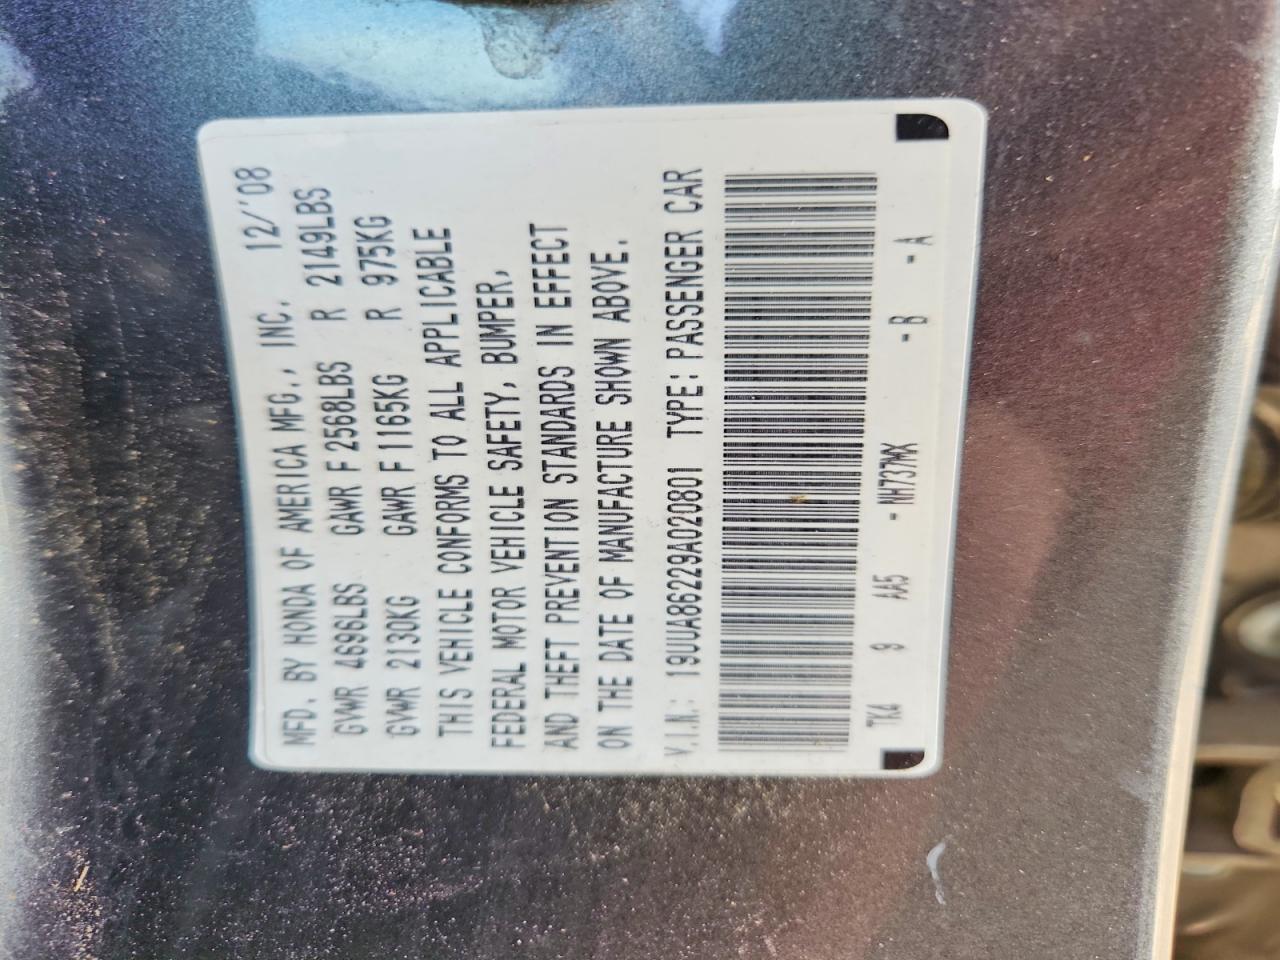 MFD. BY HONDA OF AMERICA MFG., INC. 12/'08
GVWR 4696LBS GAWR F 2568LBS R 2149LBS
GVWR 2130KG GAWR F 1165KG R 975KG
THIS VEHICLE CONFORMS TO ALL APPLICABLE
FEDERAL MOTOR VEHICLE SAFETY, BUMPER,
AND THEFT PREVENTION STANDARDS IN EFFECT
ON THE DATE OF MANUFACTURE SHOWN ABOVE.
V.I.N.: 19UUA86229A020801 TYPE: PASSENGER CAR
TK4 9 AA5 -NH737MX -B -A